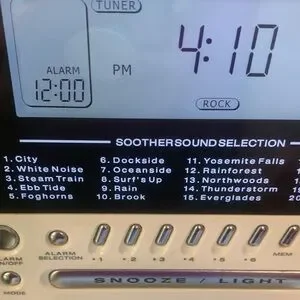 TUNER
4:10
ALARM
12:00
PM
ROCK
SOOTHER SOUND SELECTION
1. City
2. White Noise
3. Steam Train
4. Ebb Tide
5. Foghorns
6. Dockside
7. Oceanside
8. Surf's Up
9. Rain
10. Brook
11. Yosemite Falls
12. Rainforest
13. Northwoods
14. Thunderstorm
15. Everglades
ALARM ON/OFF
ALARM SELECTION
1
2
3
4
5
6
MEM
MODE
SNOOZE / LIGHT